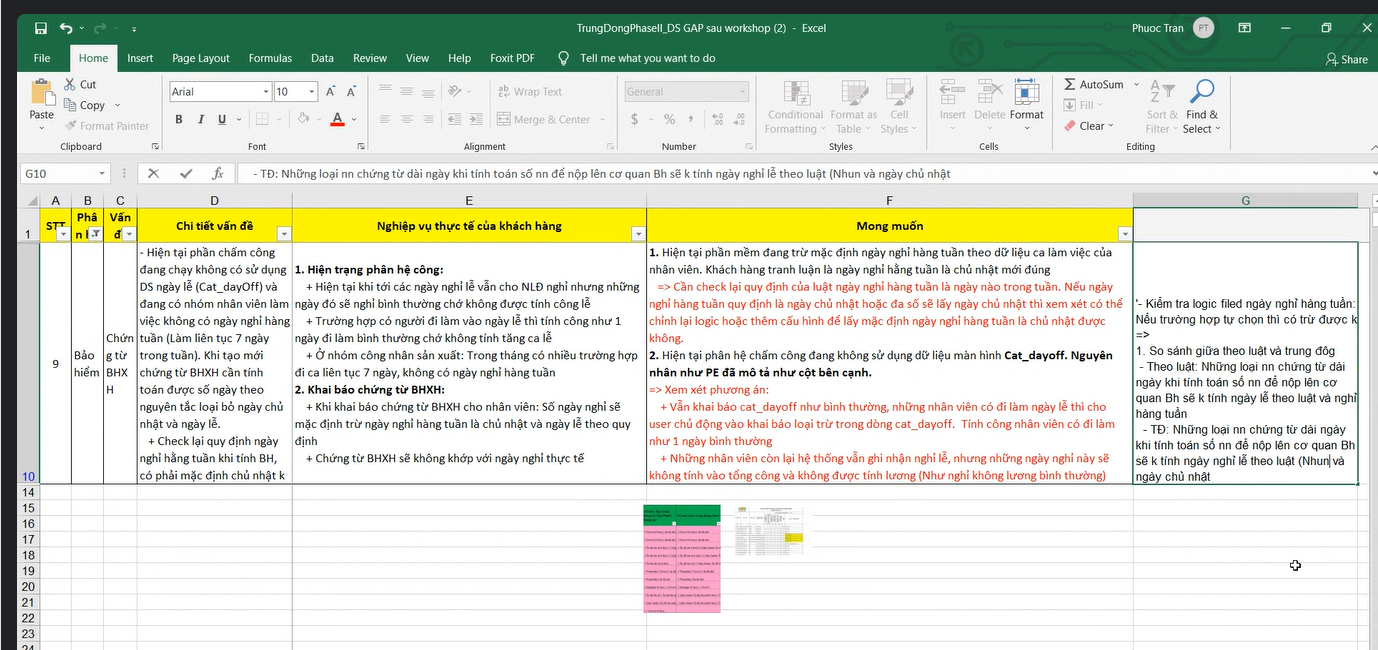 TrungDongPhaseII_DS GAP sau workshop (2) - Excel
Phuoc Tran
PT
File Home Insert Page Layout Formulas Data Review View Help Foxit PDF Tell me what you want to do
Share
Paste
Cut
Copy
Format Painter
Clipboard
Arial
10
B I U
Font
Wrap Text
Merge & Center
Alignment
General
Number
Conditional Formatting
Format as Table
Cell Styles
Styles
Insert
Delete
Format
Cells
AutoSum
Fill
Clear
Sort & Filter
Find & Select
Editing
G10
- TĐ: Những loại nn chứng từ dài ngày khi tính toán số nn để nộp lên cơ quan Bh sẽ k tính ngày nghỉ lễ theo luật (Nhun và ngày chủ nhật
A B C D E F G
1
STT
Phâ
n
Vấn
đ
Chi tiết vấn đề
Nghiệp vụ thực tế của khách hàng
Mong muốn
10
9
Bảo
hiểm
Chứn
g từ
BHX
H
- Hiện tại phần chấm công
đang chạy không có sử dụng
DS ngày lễ (Cat_dayOff) và
đang có nhóm nhân viên làm
việc không có ngày nghỉ hàng
tuần (Làm liên tục 7 ngày
trong tuần). Khi tạo mới
chứng từ BHXH cần tính
toán được số ngày theo
nguyên tắc loại bỏ ngày chủ
nhật và ngày lễ.
+ Check lại quy định ngày
nghỉ hằng tuần khi tính BH,
có phải mặc định chủ nhật k
1. Hiện trạng phân hệ công:
+ Hiện tại khi tới các ngày nghỉ lễ vẫn cho NLĐ nghỉ nhưng những
ngày đó sẽ nghỉ bình thường chớ không được tính công lễ
+ Trường hợp có người đi làm vào ngày lễ thì tính công như 1
ngày đi làm bình thường chớ không tính tăng ca lễ
+ Ở nhóm công nhân sản xuất: Trong tháng có nhiều trường hợp
đi ca liên tục 7 ngày, không có ngày nghỉ hàng tuần
2. Khai báo chứng từ BHXH:
+ Khi khai báo chứng từ BHXH cho nhân viên: Số ngày nghỉ sẽ
mặc định trừ ngày nghỉ hàng tuần là chủ nhật và ngày lễ theo quy
định
+ Chứng từ BHXH sẽ không khớp với ngày nghỉ thực tế
1. Hiện tại phần mềm đang trừ mặc định ngày nghỉ hàng tuần theo dữ liệu ca làm việc của
nhân viên. Khách hàng tranh luận là ngày nghỉ hằng tuần là chủ nhật mới đúng
=> Cần check lại quy định của luật ngày nghỉ hàng tuần là ngày nào trong tuần. Nếu ngày
nghỉ hàng tuần quy định là ngày chủ nhật hoặc đa số sẽ lấy ngày chủ nhật thì xem xét có thể
chỉnh lại logic hoặc thêm cấu hình để lấy mặc định ngày nghỉ hàng tuần là chủ nhật được
không.
2. Hiện tại phân hệ chấm công đang không sử dụng dữ liệu màn hình Cat_dayoff. Nguyên
nhân như PE đã mô tả như cột bên cạnh.
=> Xem xét phương án:
+ Vẫn khai báo cat_dayoff như bình thường, những nhân viên có đi làm ngày lễ thì cho
user chủ động vào khai báo loại trừ trong dòng cat_dayoff. Tính công nhân viên có đi làm
như 1 ngày bình thường
+ Những nhân viên còn lại hệ thống vẫn ghi nhận nghỉ lễ, nhưng những ngày nghỉ này sẽ
không tính vào tổng công và không được tính lương (Như nghỉ không lương bình thường)
'- Kiểm tra logic filed ngày nghỉ hàng tuần:
Nếu trường hợp tự chọn thì có trừ được k
=>
1. So sánh giữa theo luật và trung đôg
- Theo luật: Những loại nn chứng từ dài
ngày khi tính toán số nn để nộp lên cơ
quan Bh sẽ k tính ngày nghỉ lễ theo luật và nghỉ
hàng tuần
- TĐ: Những loại nn chứng từ dài ngày
khi tính toán số nn để nộp lên cơ quan Bh
sẽ k tính ngày nghỉ lễ theo luật (Nhun và
ngày chủ nhật
14
15
16
17
18
19
20
21
22
23
24